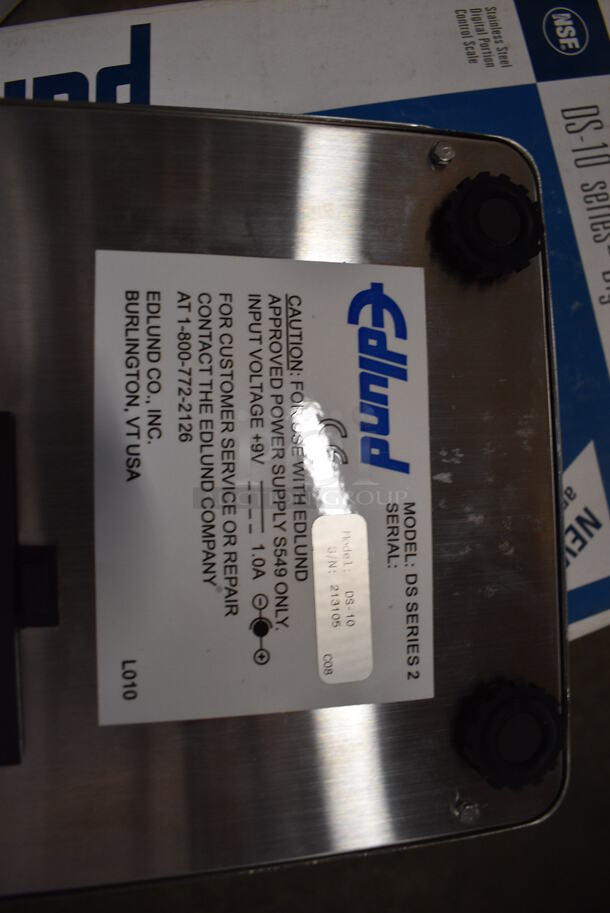 Stainless Steel
Digital Portion
Control Scale
NSF
DS-10 series
NEW
Edlund
MODEL: DS SERIES 2
SERIAL:
Model: DS-10
S/N: 213105 C08
CE
CAUTION: FOR USE WITH EDLUND
APPROVED POWER SUPPLY S549 ONLY.
INPUT VOLTAGE +9V 1.0A
FOR CUSTOMER SERVICE OR REPAIR
CONTACT THE EDLUND COMPANY
AT 1-800-772-2126
EDLUND CO., INC.
BURLINGTON, VT USA
L010